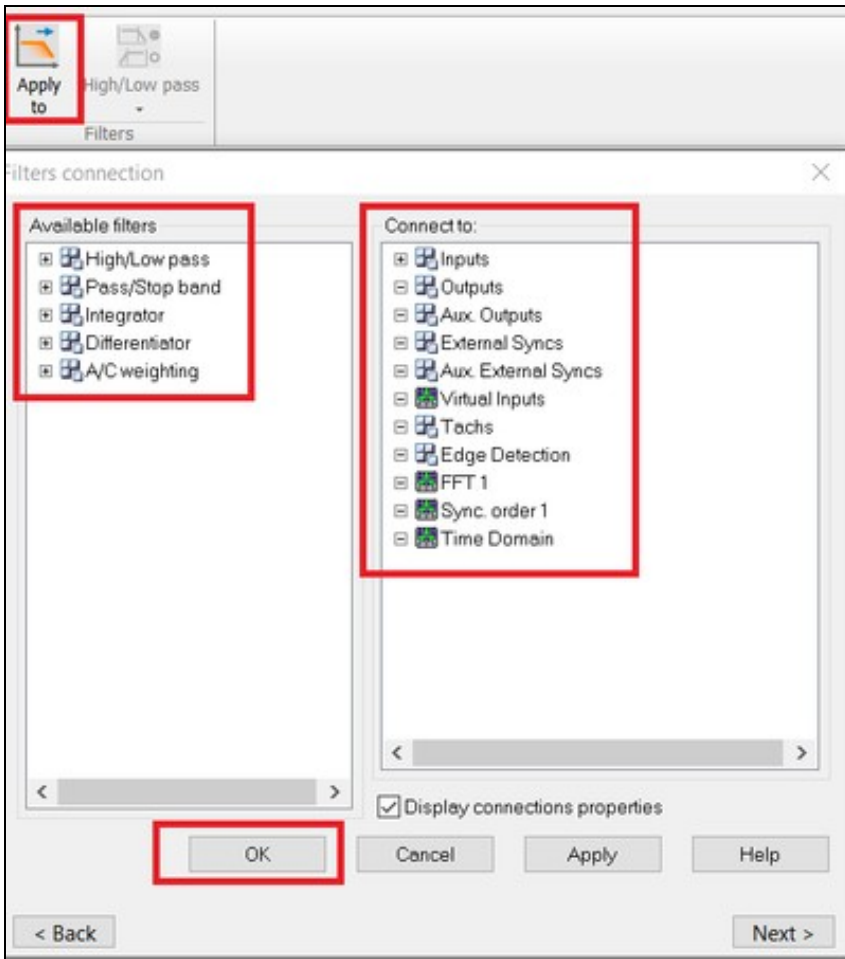 Apply
to
High/Low pass
Filters
Filters connection
Available filters
High/Low pass
Pass/Stop band
Integrator
Differentiator
A/C weighting
Connect to:
Inputs
Outputs
Aux. Outputs
External Syncs
Aux. External Syncs
Virtual Inputs
Tachs
Edge Detection
FFT 1
Sync. order 1
Time Domain
Display connections properties
OK
Cancel
Apply
Help
< Back
Next >